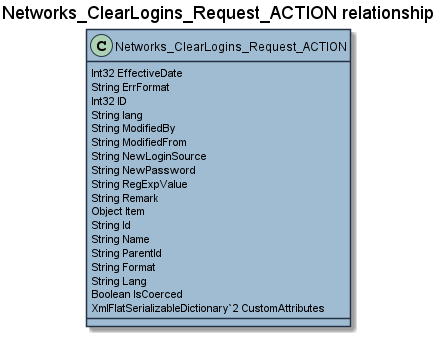 Networks_ClearLogins_Request_ACTION relationship
C Networks_ClearLogins_Request_ACTION
Int32 EffectiveDate
String ErrFormat
Int32 ID
String lang
String ModifiedBy
String ModifiedFrom
String NewLoginSource
String NewPassword
String RegExpValue
String Remark
Object Item
String Id
String Name
String ParentId
String Format
String Lang
Boolean IsCoerced
XmlFlatSerializableDictionary`2 CustomAttributes